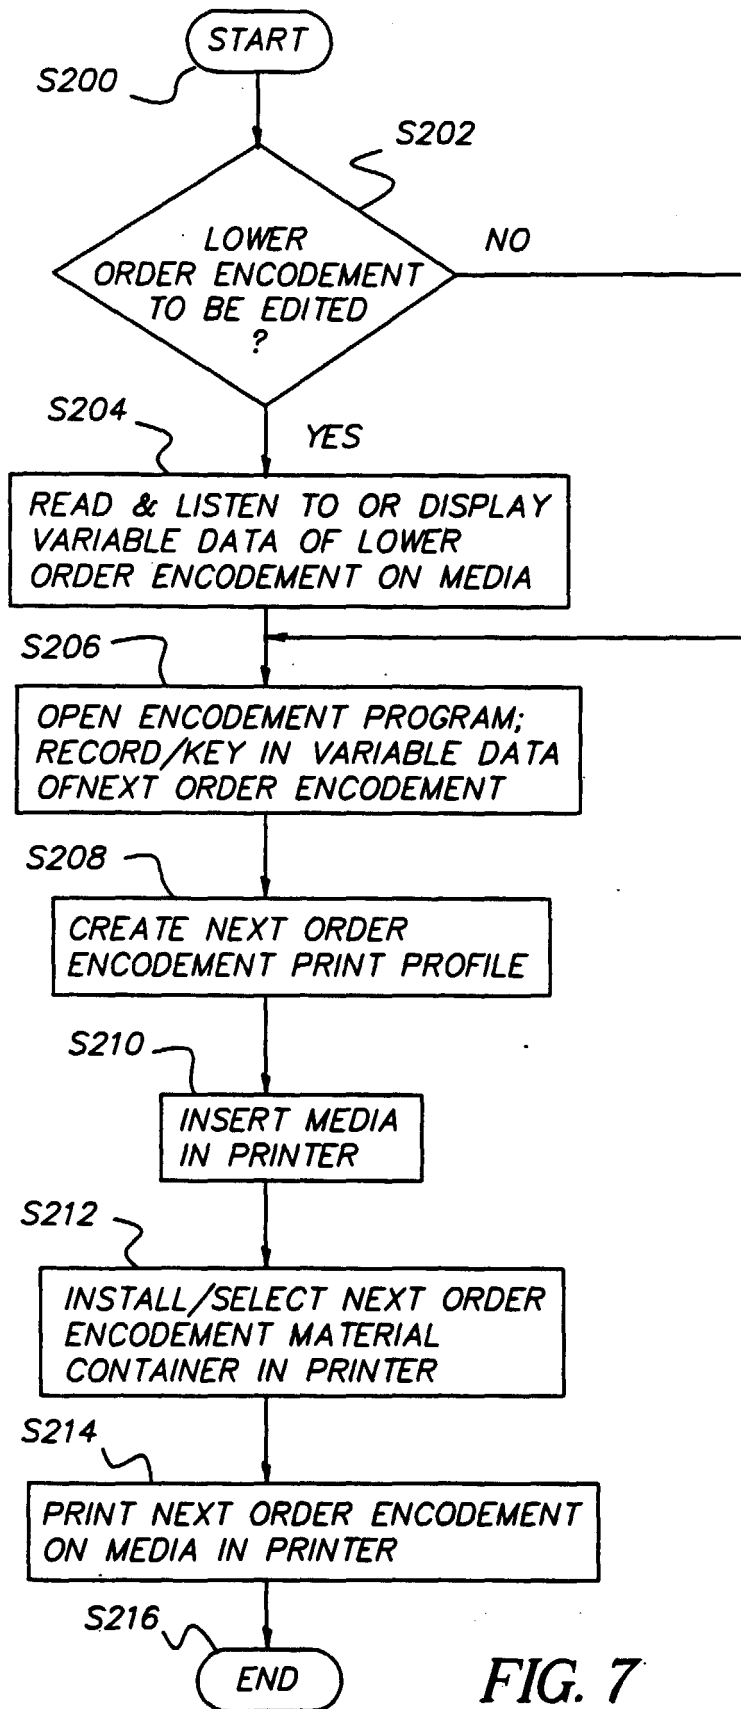 START
S200
S202
LOWER
ORDER ENCODEMENT
TO BE EDITED
?
NO
S204
YES
READ & LISTEN TO OR DISPLAY
VARIABLE DATA OF LOWER
ORDER ENCODEMENT ON MEDIA
S206
OPEN ENCODEMENT PROGRAM;
RECORD/KEY IN VARIABLE DATA
OFNEXT ORDER ENCODEMENT
S208
CREATE NEXT ORDER
ENCODEMENT PRINT PROFILE
S210
INSERT MEDIA
IN PRINTER
S212
INSTALL/SELECT NEXT ORDER
ENCODEMENT MATERIAL
CONTAINER IN PRINTER
S214
PRINT NEXT ORDER ENCODEMENT
ON MEDIA IN PRINTER
S216
END
FIG. 7